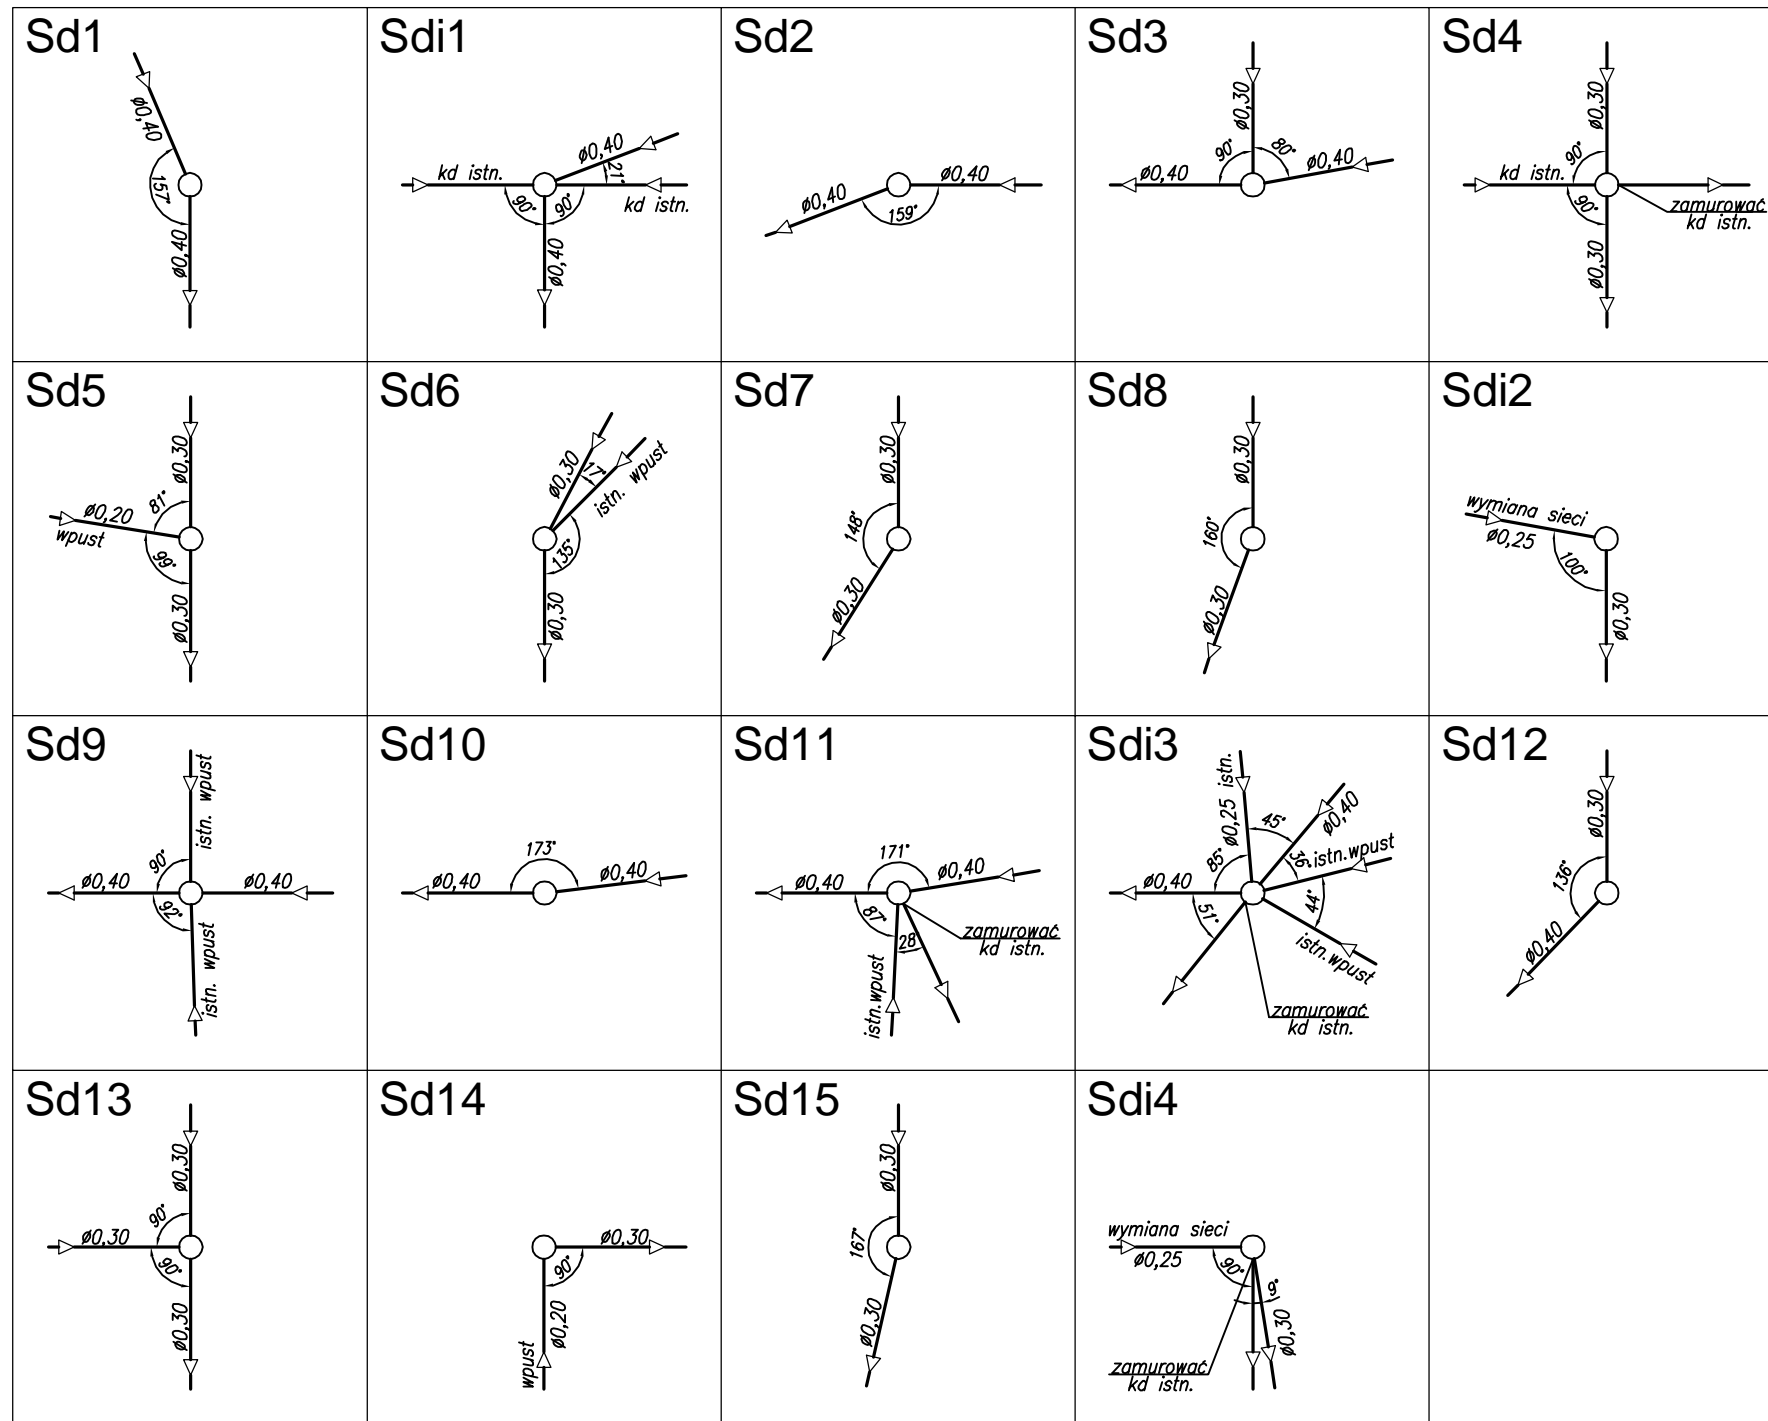 Sd1
ø0,40
157°
ø0,40
Sdi1
kd istn.
ø0,40
21°
kd istn.
90°
90°
ø0,40
Sd2
ø0,40
ø0,40
159°
Sd3
ø0,30
90°
80°
ø0,40
ø0,40
Sd4
ø0,30
90°
kd istn.
90°
zamurować
kd istn.
ø0,30
Sd5
ø0,30
81°
ø0,20
wpust
99°
ø0,30
Sd6
ø0,30
17°
istn. wpust
135°
ø0,30
Sd7
ø0,30
148°
ø0,30
Sd8
ø0,30
160°
ø0,30
Sdi2
wymiana sieci
ø0,25
100°
ø0,30
Sd9
istn. wpust
90°
ø0,40
ø0,40
92°
istn. wpust
Sd10
173°
ø0,40
ø0,40
Sd11
171°
ø0,40
ø0,40
87°
28
zamurować
kd istn.
istn.wpust
Sdi3
ø0,25 istn.
45°
ø0,40
85°
36°
istn.wpust
ø0,40
51°
44°
istn.wpust
zamurować
kd istn.
Sd12
ø0,30
136°
ø0,40
Sd13
ø0,30
90°
ø0,30
90°
ø0,30
Sd14
ø0,30
90°
ø0,20
wpust
Sd15
ø0,30
167°
ø0,30
Sdi4
wymiana sieci
ø0,25
90°
9°
ø0,30
zamurować
kd istn.